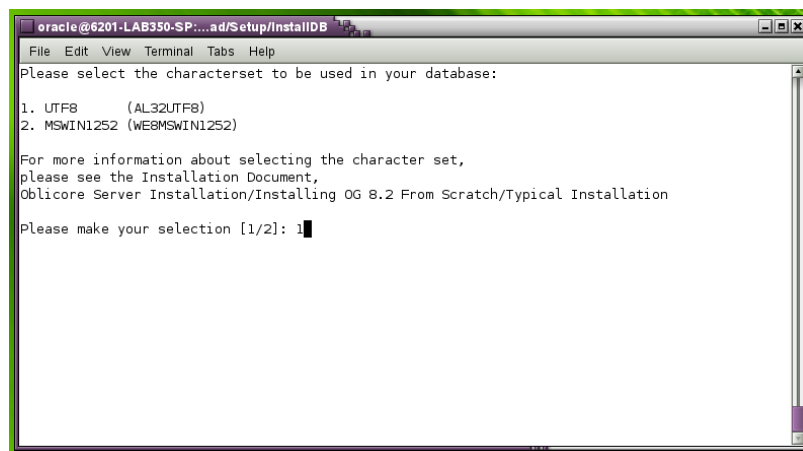 oracle@6201-LAB350-SP:...ad/Setup/InstallDB
File Edit View Terminal Tabs Help
Please select the characterset to be used in your database:
1. UTF8 (AL32UTF8)
2. MSWIN1252 (WE8MSWIN1252)
For more information about selecting the character set,
please see the Installation Document,
Oblicore Server Installation/Installing OG 8.2 From Scratch/Typical Installation
Please make your selection [1/2]: 1